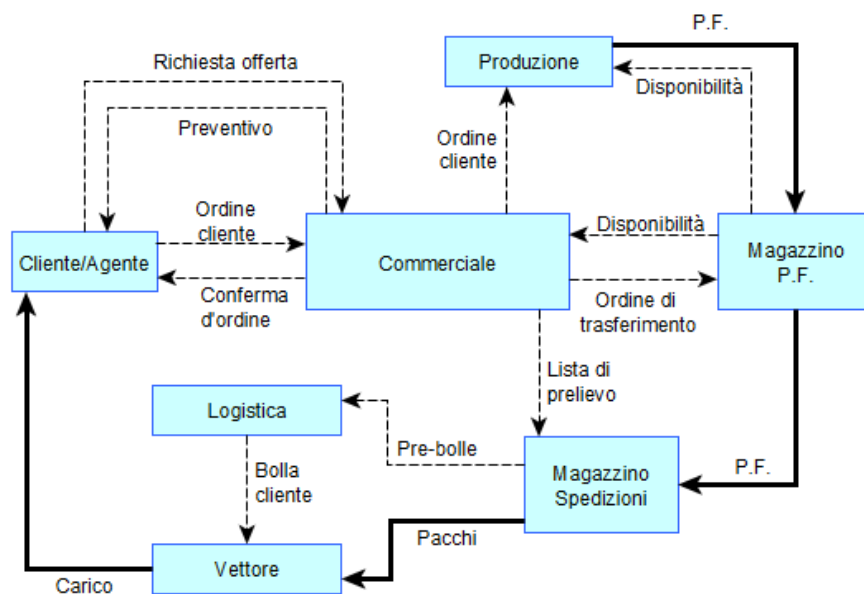 P.F.
Richiesta offerta
Produzione
Disponibilità
Preventivo
Ordine
cliente
Ordine
cliente
Disponibilità
Cliente/Agente
Commerciale
Magazzino
P.F.
Conferma
d'ordine
Ordine di
trasferimento
Lista di
prelievo
Logistica
Pre-bolle
Magazzino
Spedizioni
P.F.
Bolla
cliente
Pacchi
Vettore
Carico